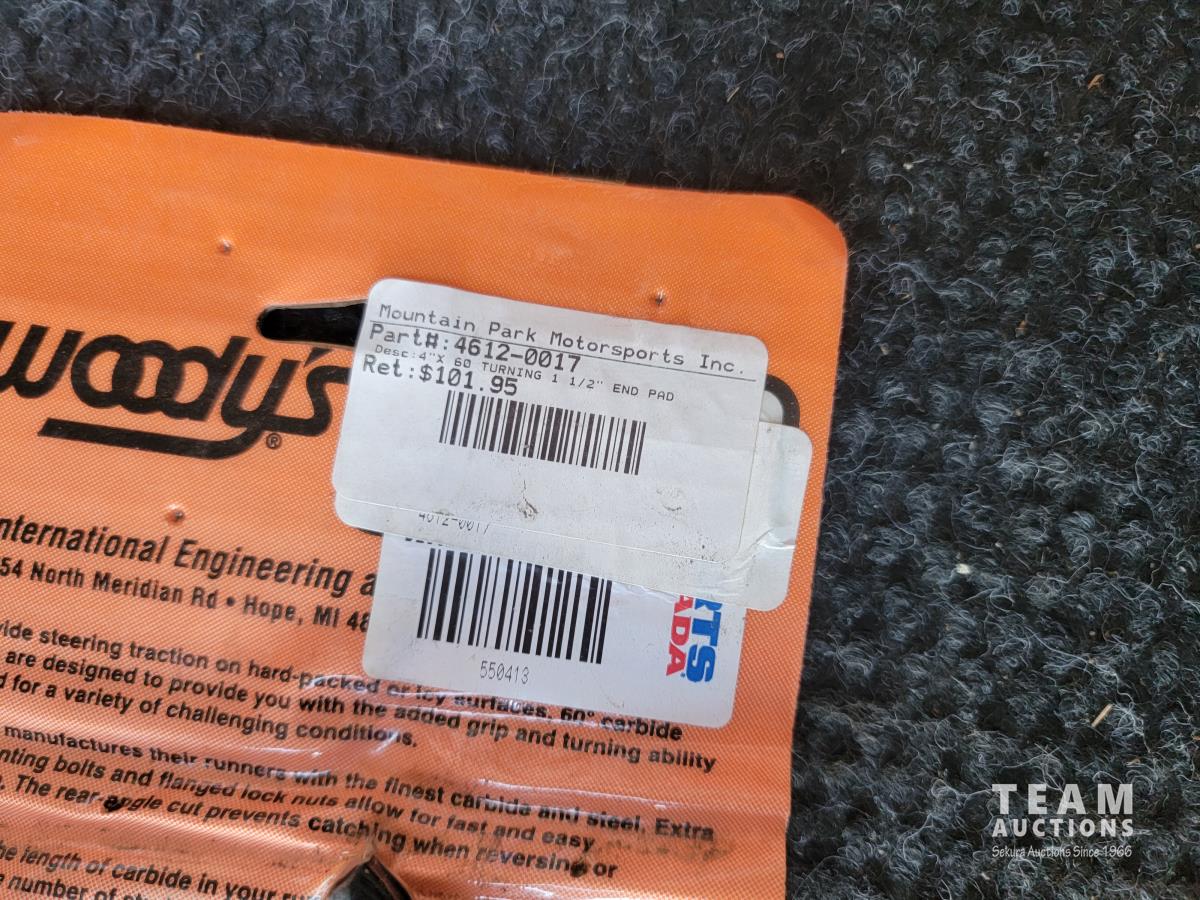 woody's®
Mountain Park Motorsports Inc.
Part#:4612-0017
Desc:4"X 60 TURNING 1 1/2" END PAD
Ret:$101.95
4612-0017
RTS
ADA
550413
International Engineering
54 North Meridian Rd • Hope, MI
steering traction on hard-packed or icy surfaces. 60° carbide
are designed to provide you with the added grip and turning ability
d for a variety of challenging conditions.
manufactures their runners with the finest carbide and steel. Extra
nting bolts and flanged lock nuts allow for fast and easy
. The rear angle cut prevents catching when reversing or
he length of carbide in your
number of
TEAM
AUCTIONS
Sekura Auctions Since 1966